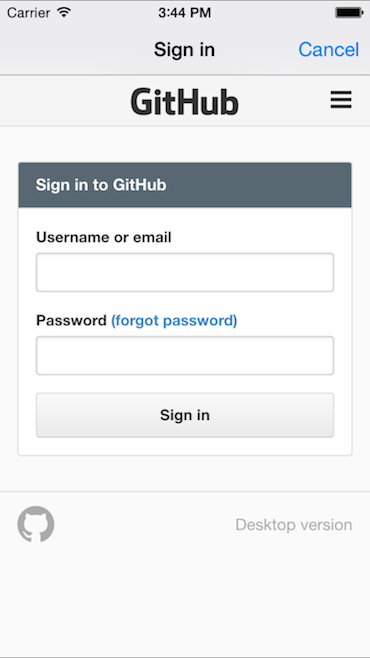 Carrier 3:44 PM
Sign in Cancel
GitHub
Sign in to GitHub
Username or email
Password (forgot password)
Sign in
Desktop version